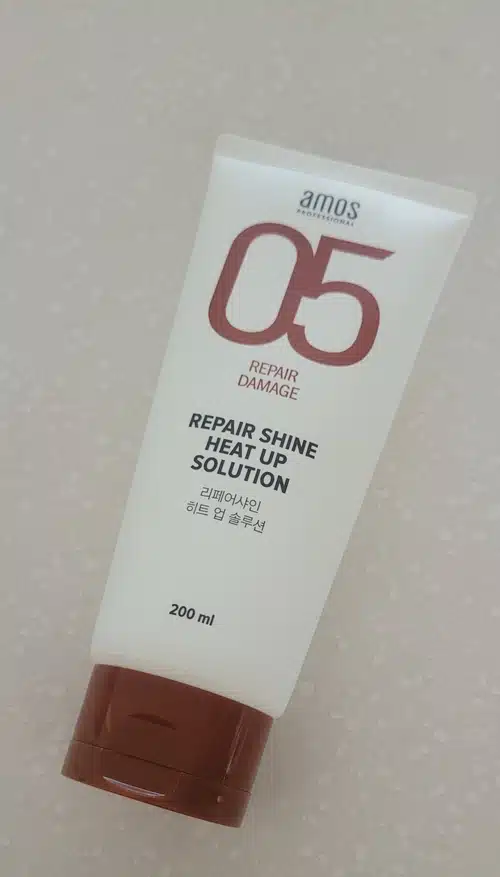 amos
PROFESSIONAL
05
REPAIR
DAMAGE
REPAIR SHINE
HEAT UP
SOLUTION
리페어샤인
히트 업 솔루션
200 ml